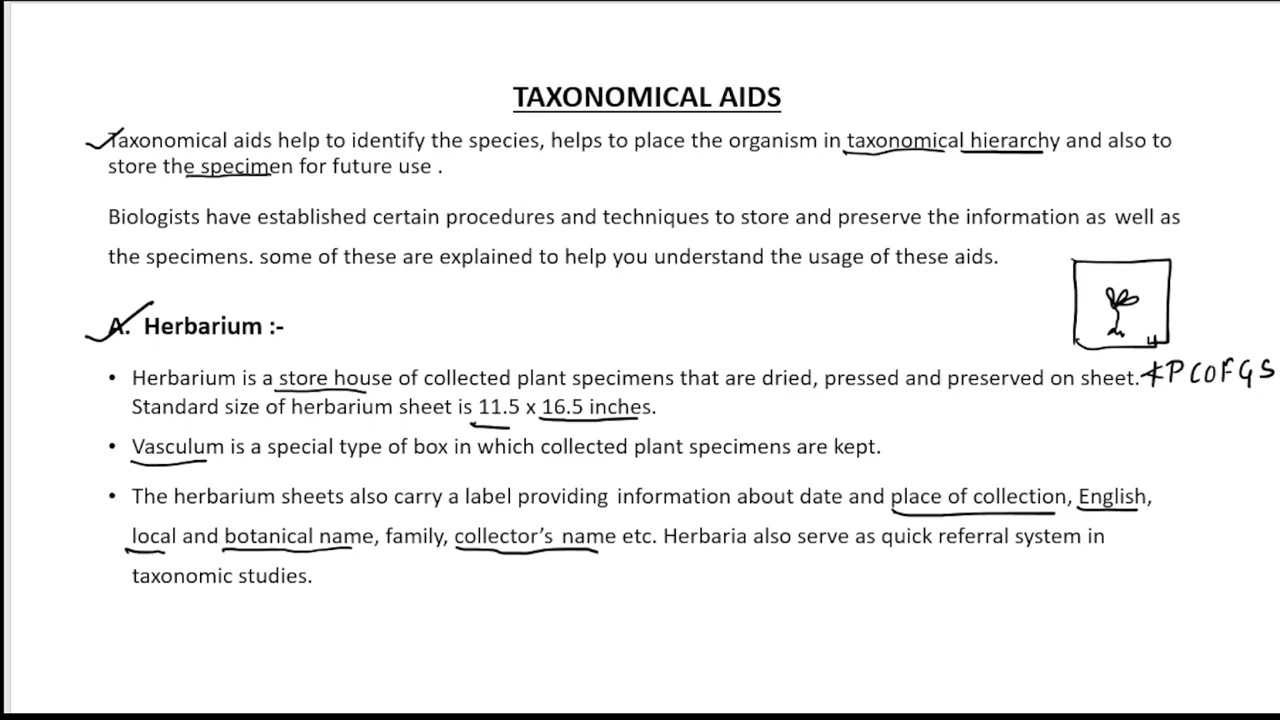 TAXONOMICAL AIDS
Taxonomical aids help to identify the species, helps to place the organism in taxonomical hierarchy and also to
store the specimen for future use .
Biologists have established certain procedures and techniques to store and preserve the information as well as
the specimens. some of these are explained to help you understand the usage of these aids.
A. Herbarium :-
• Herbarium is a store house of collected plant specimens that are dried, pressed and preserved on sheet. KPCOFGS
Standard size of herbarium sheet is 11.5 x 16.5 inches.
• Vasculum is a special type of box in which collected plant specimens are kept.
• The herbarium sheets also carry a label providing information about date and place of collection, English,
local and botanical name, family, collector’s name etc. Herbaria also serve as quick referral system in
taxonomic studies.